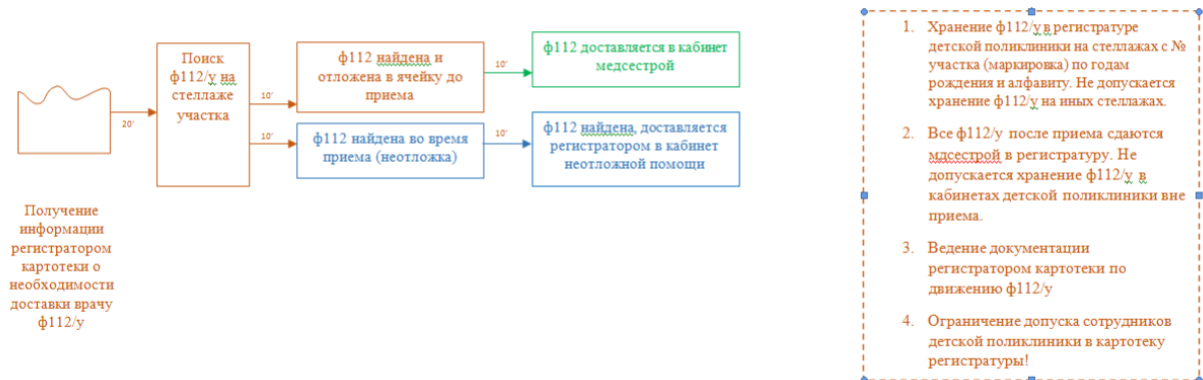 Получение
информации
регистратором
картотеки о
необходимости
доставки врачу
ф112/у
20'
Поиск
ф112/у на
стеллаже
участка
10'
10'
ф112 найдена и
отложена в ячейку до
приема
10'
ф112 доставляется в кабинет
медсестрой
ф112 найдена во время
приема (неотложка)
10'
ф112 найдена, доставляется
регистратором в кабинет
неотложной помощи
1. Хранение ф112/у в регистратуре
детской поликлиники на стеллажах с №
участка (маркировка) по годам
рождения и алфавиту. Не допускается
хранение ф112/у на иных стеллажах.
2. Все ф112/у после приема сдаются
мдсестрой в регистратуру. Не
допускается хранение ф112/у в
кабинетах детской поликлиники вне
приема.
3. Ведение документации
регистратором картотеки по
движению ф112/у
4. Ограничение допуска сотрудников
детской поликлиники в картотеку
регистратуры!